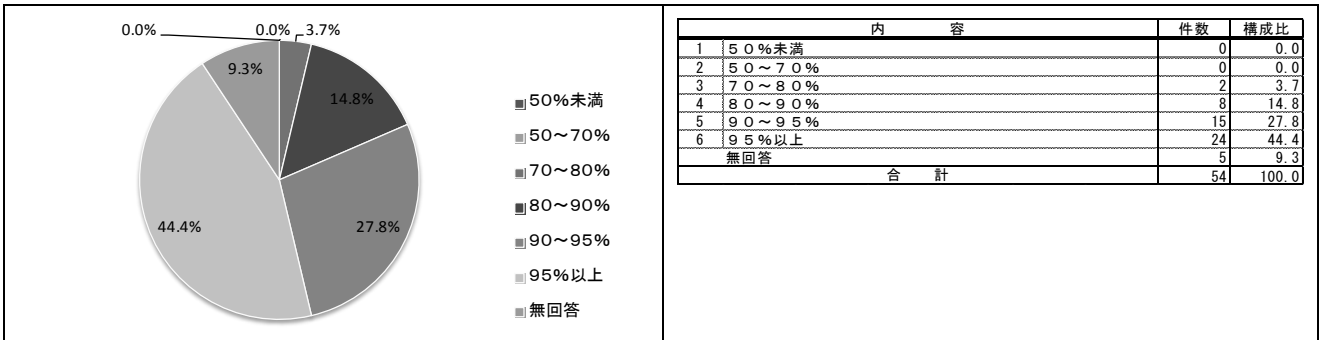 0.0%
0.0%
3.7%
9.3%
14.8%
44.4%
27.8%
50%未満
50～70%
70～80%
80～90%
90～95%
95%以上
無回答
内　　　容 件数 構成比
1 ５０％未満 0 0.0
2 ５０～７０％ 0 0.0
3 ７０～８０％ 2 3.7
4 ８０～９０％ 8 14.8
5 ９０～９５％ 15 27.8
6 ９５％以上 24 44.4
無回答 5 9.3
合　　計 54 100.0